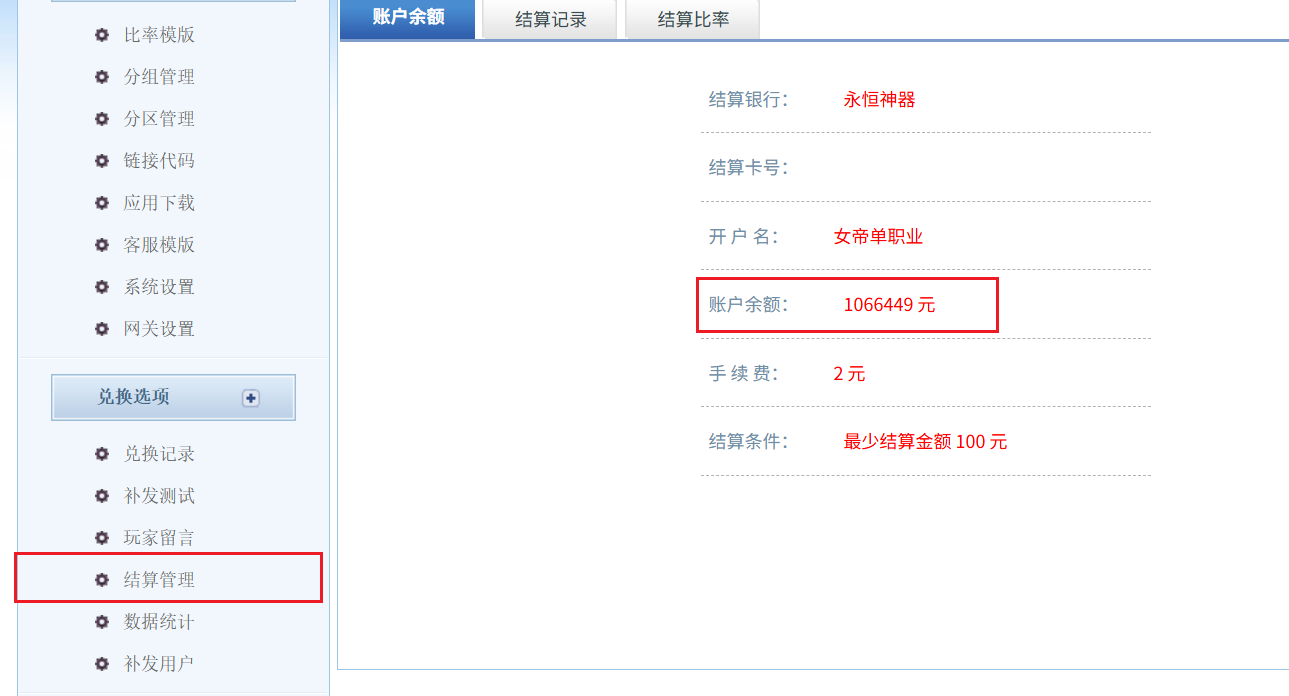 比率模版
分组管理
分区管理
链接代码
应用下载
客服模版
系统设置
网关设置
兑换选项
兑换记录
补发测试
玩家留言
结算管理
数据统计
补发用户
账户余额 结算记录 结算比率
结算银行: 永恒神器
结算卡号:
开 户 名: 女帝单职业
账户余额: 1066449 元
手 续 费: 2 元
结算条件: 最少结算金额 100 元